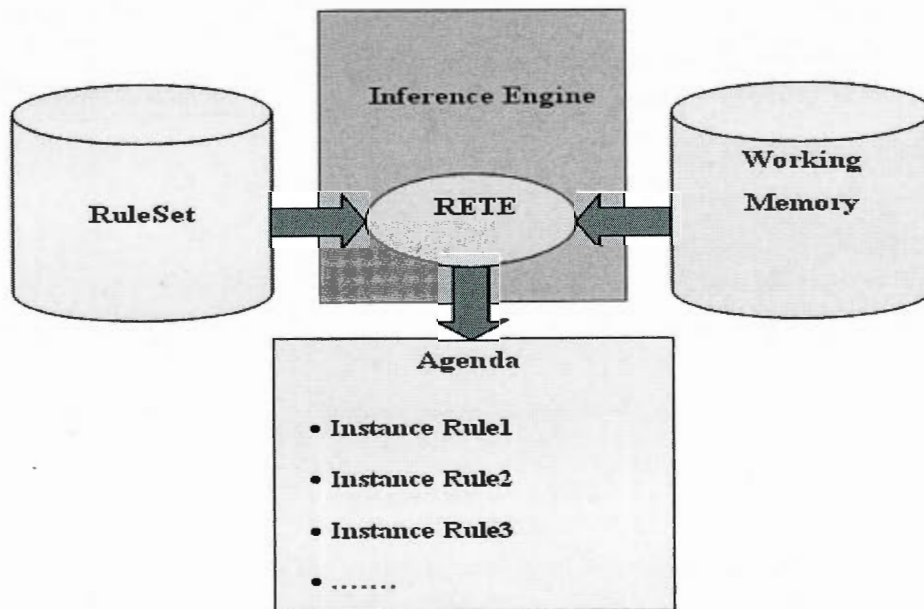 Inference Engine
RuleSet
RETE
Working
Memory
Agenda
• Instance Rule1
• Instance Rule2
• Instance Rule3
• .......